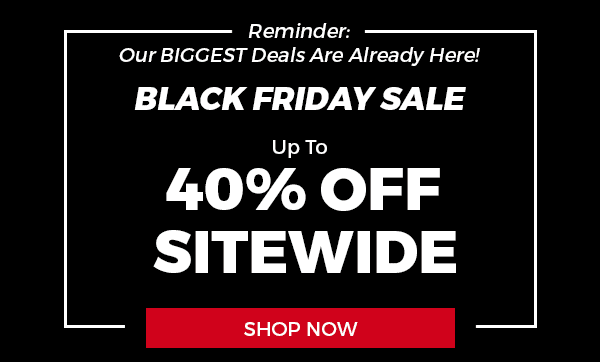 Reminder:
Our BIGGEST Deals Are Already Here!
BLACK FRIDAY SALE
Up To
40% OFF
SITEWIDE
SHOP NOW